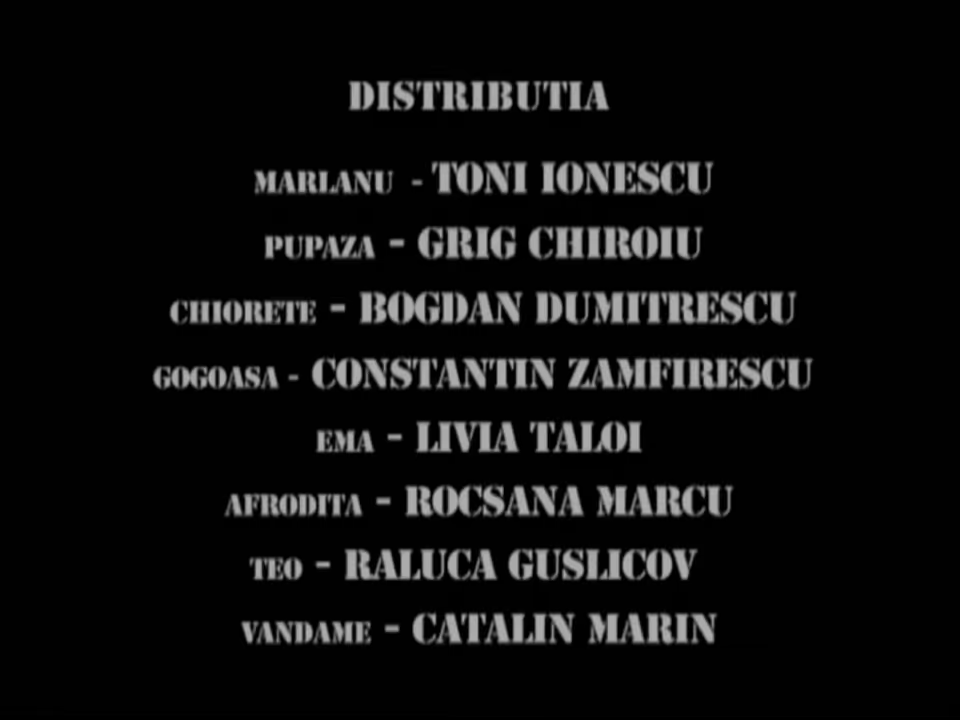 DISTRIBUTIA
MARLANU - TONI IONESCU
PUPAZA - GRIG CHIROIU
CHIORETE - BOGDAN DUMITRESCU
GOGOASA - CONSTANTIN ZAMFIRESCU
EMA - LIVIA TALOI
AFRODITA - ROCSANA MARCU
TEO - RALUCA GUSLICOV
VANDAME - CATALIN MARIN